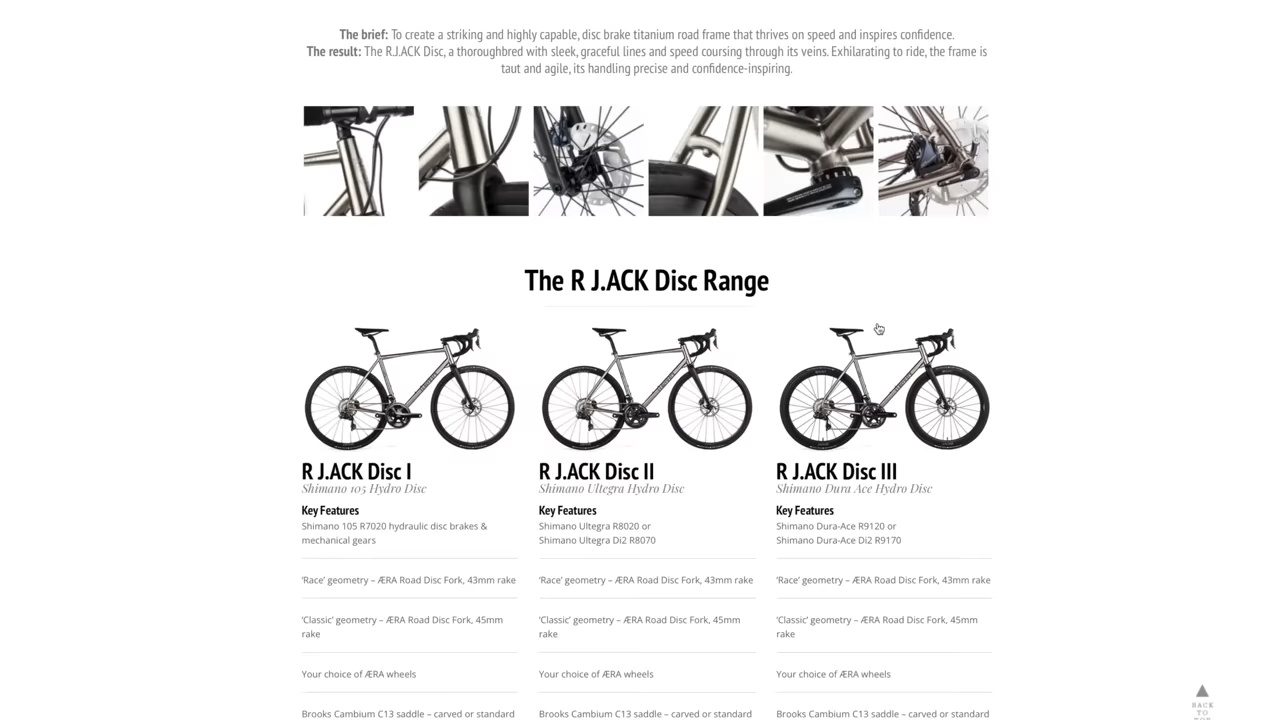 The brief: To create a striking and highly capable, disc brake titanium road frame that thrives on speed and inspires confidence.
The result: The R.J.ACK Disc, a thoroughbred with sleek, graceful lines and speed coursing through its veins. Exhilarating to ride, the frame is
taut and agile, its handling precise and confidence-inspiring.
The R J.ACK Disc Range
R J.ACK Disc I
Shimano 105 Hydro Disc
Key Features
Shimano 105 R7020 hydraulic disc brakes &
mechanical gears
‘Race’ geometry – ÆRA Road Disc Fork, 43mm rake
‘Classic’ geometry – ÆRA Road Disc Fork, 45mm
rake
Your choice of ÆRA wheels
Brooks Cambium C13 saddle – carved or standard
R J.ACK Disc II
Shimano Ultegra Hydro Disc
Key Features
Shimano Ultegra R8020 or
Shimano Ultegra Di2 R8070
‘Race’ geometry – ÆRA Road Disc Fork, 43mm rake
‘Classic’ geometry – ÆRA Road Disc Fork, 45mm
rake
Your choice of ÆRA wheels
Brooks Cambium C13 saddle – carved or standard
R J.ACK Disc III
Shimano Dura Ace Hydro Disc
Key Features
Shimano Dura-Ace R9120 or
Shimano Dura-Ace Di2 R9170
‘Race’ geometry – ÆRA Road Disc Fork, 43mm rake
‘Classic’ geometry – ÆRA Road Disc Fork, 45mm
rake
Your choice of ÆRA wheels
Brooks Cambium C13 saddle – carved or standard
BACK
TO